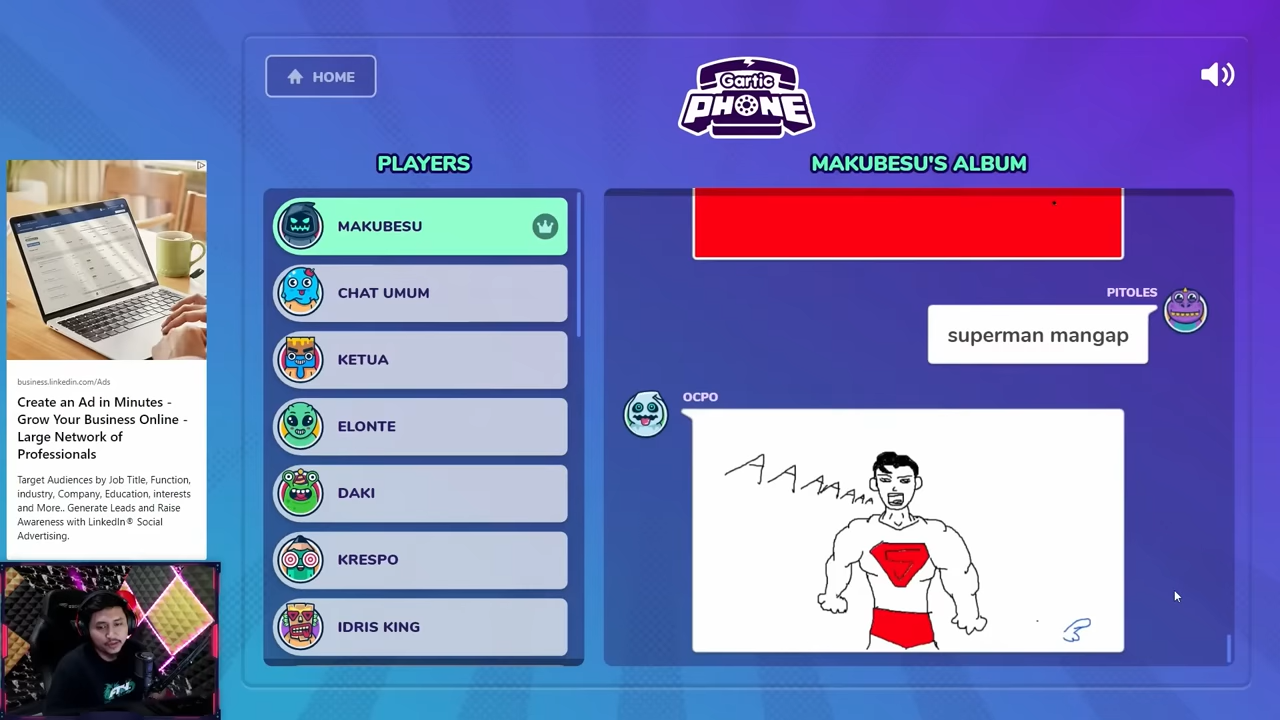 HOME
Gartic
PHONE
PLAYERS
MAKUBESU'S ALBUM
MAKUBESU
CHAT UMUM
KETUA
ELONTE
DAKI
KRESPO
IDRIS KING
PITOLES
superman mangap
OCPO
AAAAAAA
business.linkedin.com/Ads
Create an Ad in Minutes -
Grow Your Business Online -
Large Network of
Professionals
Target Audiences by Job Title, Function,
industry, Company, Education, interests
and More.. Generate Leads and Raise
Awareness with LinkedIn® Social
Advertising.